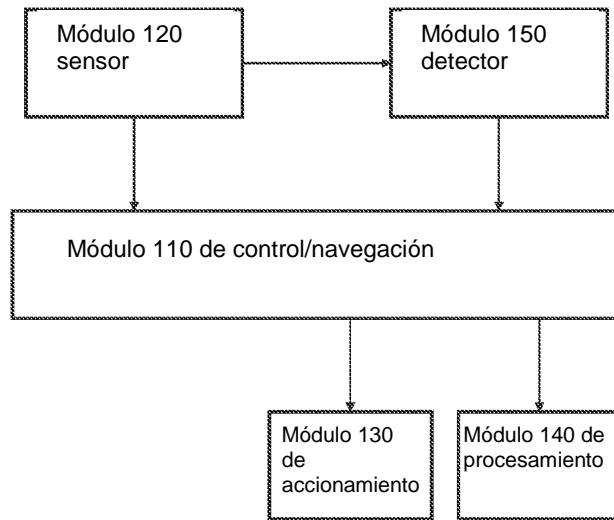 Módulo 120
sensor
Módulo 150
detector
Módulo 110 de control/navegación
Módulo 130
de
accionamiento
Módulo 140 de
procesamiento